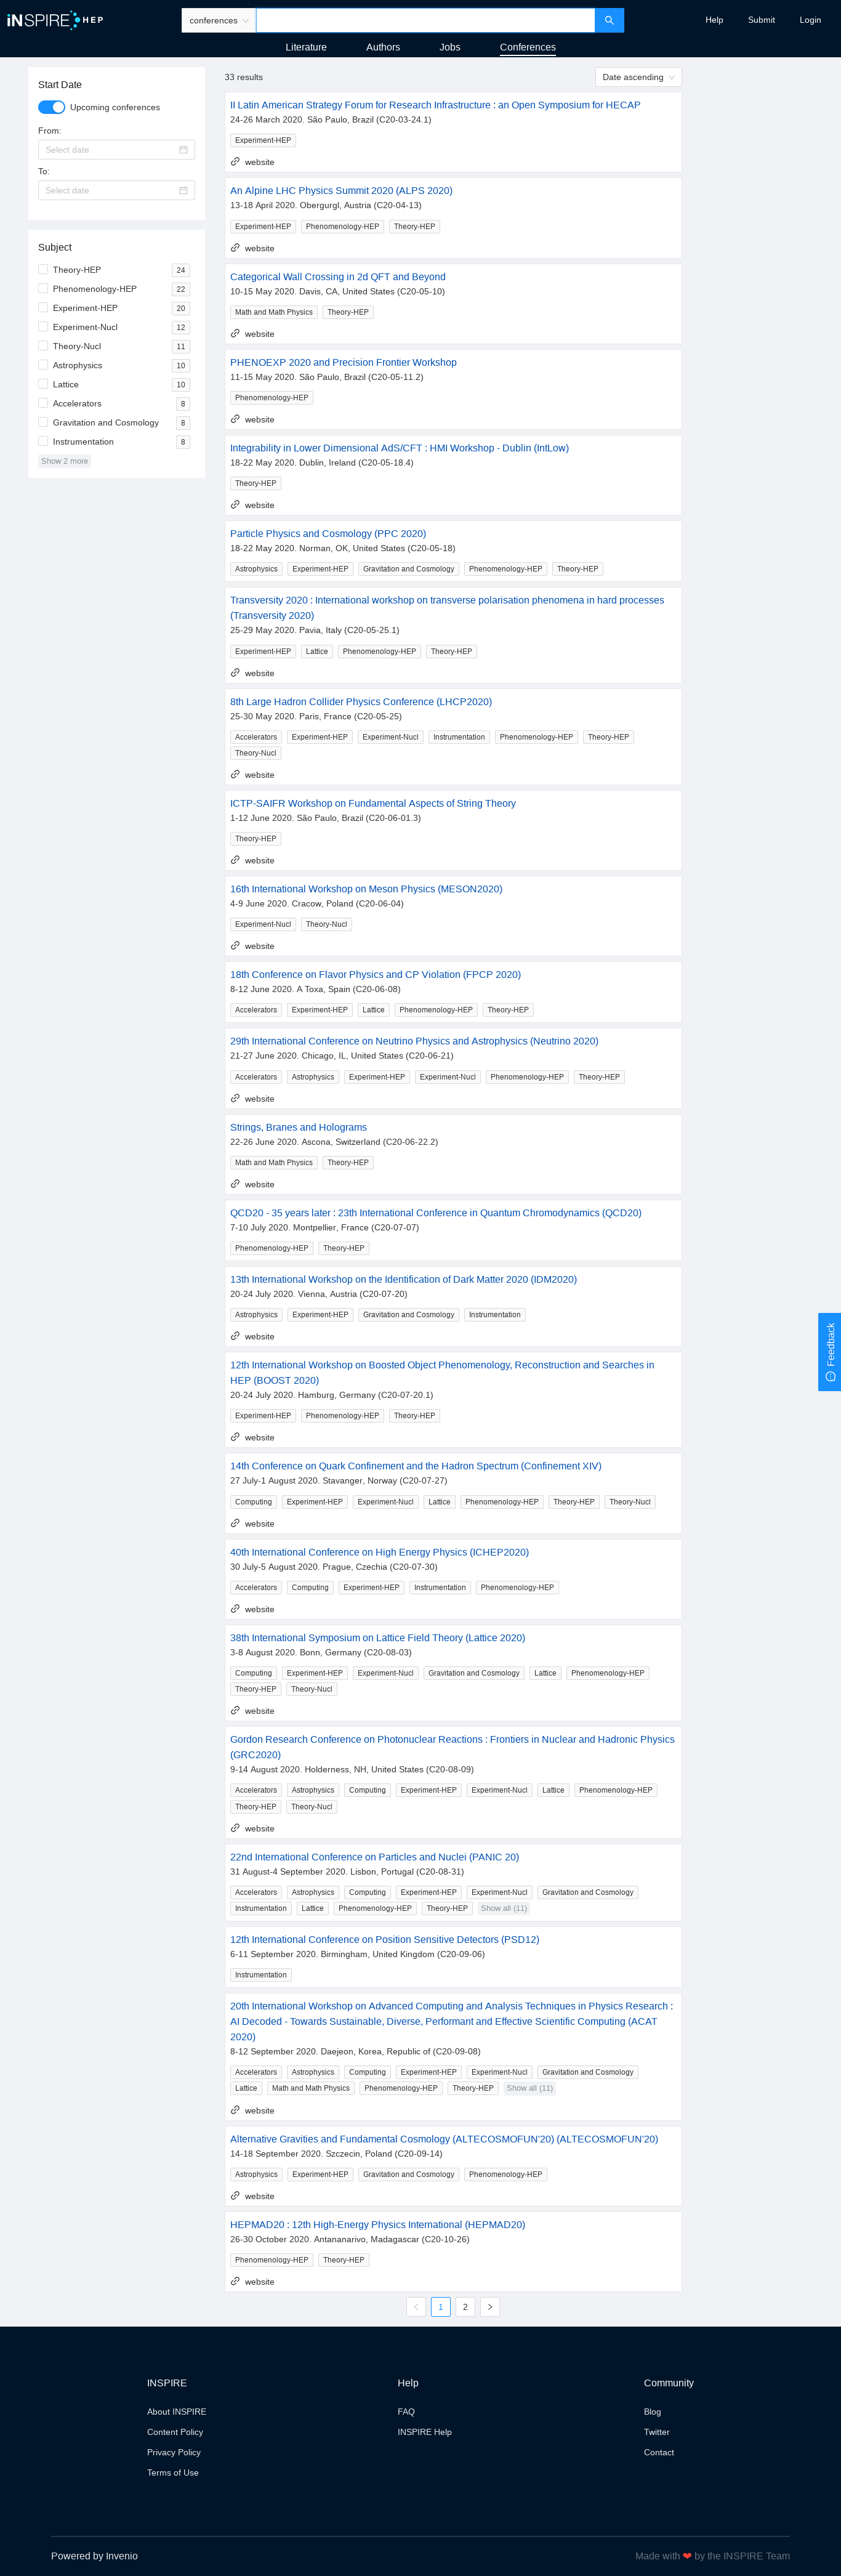 iNSPIRE HEP
conferences
Help
Submit
Login
Literature
Authors
Jobs
Conferences
Start Date
Upcoming conferences
From:
Select date
To:
Select date
Subject
Theory-HEP 24
Phenomenology-HEP 22
Experiment-HEP 20
Experiment-Nucl 12
Theory-Nucl 11
Astrophysics 10
Lattice 10
Accelerators 8
Gravitation and Cosmology 8
Instrumentation 8
Show 2 more
33 results
Date ascending
II Latin American Strategy Forum for Research Infrastructure : an Open Symposium for HECAP
24-26 March 2020. São Paulo, Brazil (C20-03-24.1)
Experiment-HEP
website
An Alpine LHC Physics Summit 2020 (ALPS 2020)
13-18 April 2020. Obergurgl, Austria (C20-04-13)
Experiment-HEP Phenomenology-HEP Theory-HEP
website
Categorical Wall Crossing in 2d QFT and Beyond
10-15 May 2020. Davis, CA, United States (C20-05-10)
Math and Math Physics Theory-HEP
website
PHENOEXP 2020 and Precision Frontier Workshop
11-15 May 2020. São Paulo, Brazil (C20-05-11.2)
Phenomenology-HEP
website
Integrability in Lower Dimensional AdS/CFT : HMI Workshop - Dublin (IntLow)
18-22 May 2020. Dublin, Ireland (C20-05-18.4)
Theory-HEP
website
Particle Physics and Cosmology (PPC 2020)
18-22 May 2020. Norman, OK, United States (C20-05-18)
Astrophysics Experiment-HEP Gravitation and Cosmology Phenomenology-HEP Theory-HEP
Transversity 2020 : International workshop on transverse polarisation phenomena in hard processes
(Transversity 2020)
25-29 May 2020. Pavia, Italy (C20-05-25.1)
Experiment-HEP Lattice Phenomenology-HEP Theory-HEP
website
8th Large Hadron Collider Physics Conference (LHCP2020)
25-30 May 2020. Paris, France (C20-05-25)
Accelerators Experiment-HEP Experiment-Nucl Instrumentation Phenomenology-HEP Theory-HEP
Theory-Nucl
website
ICTP-SAIFR Workshop on Fundamental Aspects of String Theory
1-12 June 2020. São Paulo, Brazil (C20-06-01.3)
Theory-HEP
website
16th International Workshop on Meson Physics (MESON2020)
4-9 June 2020. Cracow, Poland (C20-06-04)
Experiment-Nucl Theory-Nucl
website
18th Conference on Flavor Physics and CP Violation (FPCP 2020)
8-12 June 2020. A Toxa, Spain (C20-06-08)
Accelerators Experiment-HEP Lattice Phenomenology-HEP Theory-HEP
29th International Conference on Neutrino Physics and Astrophysics (Neutrino 2020)
21-27 June 2020. Chicago, IL, United States (C20-06-21)
Accelerators Astrophysics Experiment-HEP Experiment-Nucl Phenomenology-HEP Theory-HEP
website
Strings, Branes and Holograms
22-26 June 2020. Ascona, Switzerland (C20-06-22.2)
Math and Math Physics Theory-HEP
website
QCD20 - 35 years later : 23th International Conference in Quantum Chromodynamics (QCD20)
7-10 July 2020. Montpellier, France (C20-07-07)
Phenomenology-HEP Theory-HEP
13th International Workshop on the Identification of Dark Matter 2020 (IDM2020)
20-24 July 2020. Vienna, Austria (C20-07-20)
Astrophysics Experiment-HEP Gravitation and Cosmology Instrumentation
website
12th International Workshop on Boosted Object Phenomenology, Reconstruction and Searches in
HEP (BOOST 2020)
20-24 July 2020. Hamburg, Germany (C20-07-20.1)
Experiment-HEP Phenomenology-HEP Theory-HEP
website
14th Conference on Quark Confinement and the Hadron Spectrum (Confinement XIV)
27 July-1 August 2020. Stavanger, Norway (C20-07-27)
Computing Experiment-HEP Experiment-Nucl Lattice Phenomenology-HEP Theory-HEP Theory-Nucl
website
40th International Conference on High Energy Physics (ICHEP2020)
30 July-5 August 2020. Prague, Czechia (C20-07-30)
Accelerators Computing Experiment-HEP Instrumentation Phenomenology-HEP
website
38th International Symposium on Lattice Field Theory (Lattice 2020)
3-8 August 2020. Bonn, Germany (C20-08-03)
Computing Experiment-HEP Experiment-Nucl Gravitation and Cosmology Lattice Phenomenology-HEP
Theory-HEP Theory-Nucl
website
Gordon Research Conference on Photonuclear Reactions : Frontiers in Nuclear and Hadronic Physics
(GRC2020)
9-14 August 2020. Holderness, NH, United States (C20-08-09)
Accelerators Astrophysics Computing Experiment-HEP Experiment-Nucl Lattice Phenomenology-HEP
Theory-HEP Theory-Nucl
website
22nd International Conference on Particles and Nuclei (PANIC 20)
31 August-4 September 2020. Lisbon, Portugal (C20-08-31)
Accelerators Astrophysics Computing Experiment-HEP Experiment-Nucl Gravitation and Cosmology
Instrumentation Lattice Phenomenology-HEP Theory-HEP Show all (11)
12th International Conference on Position Sensitive Detectors (PSD12)
6-11 September 2020. Birmingham, United Kingdom (C20-09-06)
Instrumentation
20th International Workshop on Advanced Computing and Analysis Techniques in Physics Research :
AI Decoded - Towards Sustainable, Diverse, Performant and Effective Scientific Computing (ACAT
2020)
8-12 September 2020. Daejeon, Korea, Republic of (C20-09-08)
Accelerators Astrophysics Computing Experiment-HEP Experiment-Nucl Gravitation and Cosmology
Lattice Math and Math Physics Phenomenology-HEP Theory-HEP Show all (11)
website
Alternative Gravities and Fundamental Cosmology (ALTECOSMOFUN'20) (ALTECOSMOFUN'20)
14-18 September 2020. Szczecin, Poland (C20-09-14)
Astrophysics Experiment-HEP Gravitation and Cosmology Phenomenology-HEP
website
HEPMAD20 : 12th High-Energy Physics International (HEPMAD20)
26-30 October 2020. Antananarivo, Madagascar (C20-10-26)
Phenomenology-HEP Theory-HEP
website
1 2
Feedback
INSPIRE
About INSPIRE
Content Policy
Privacy Policy
Terms of Use
Help
FAQ
INSPIRE Help
Community
Blog
Twitter
Contact
Powered by Invenio
Made with ❤ by the INSPIRE Team